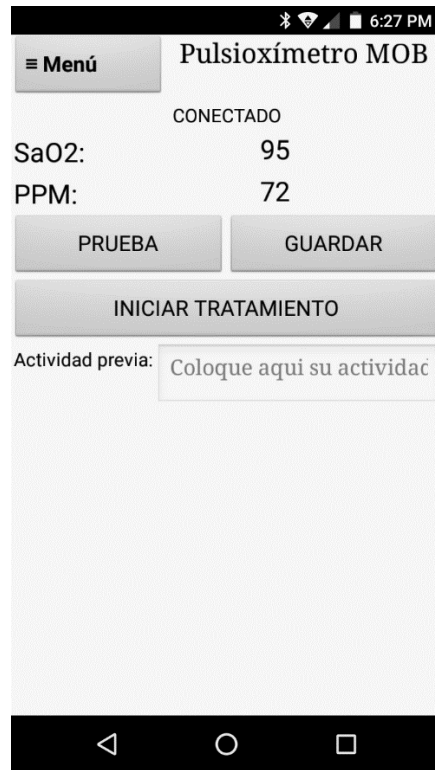 6:27 PM
≡ Menú
Pulsioxímetro MOB
CONECTADO
SaO2: 95
PPM: 72
PRUEBA GUARDAR
INICIAR TRATAMIENTO
Actividad previa: Coloque aqui su actividad